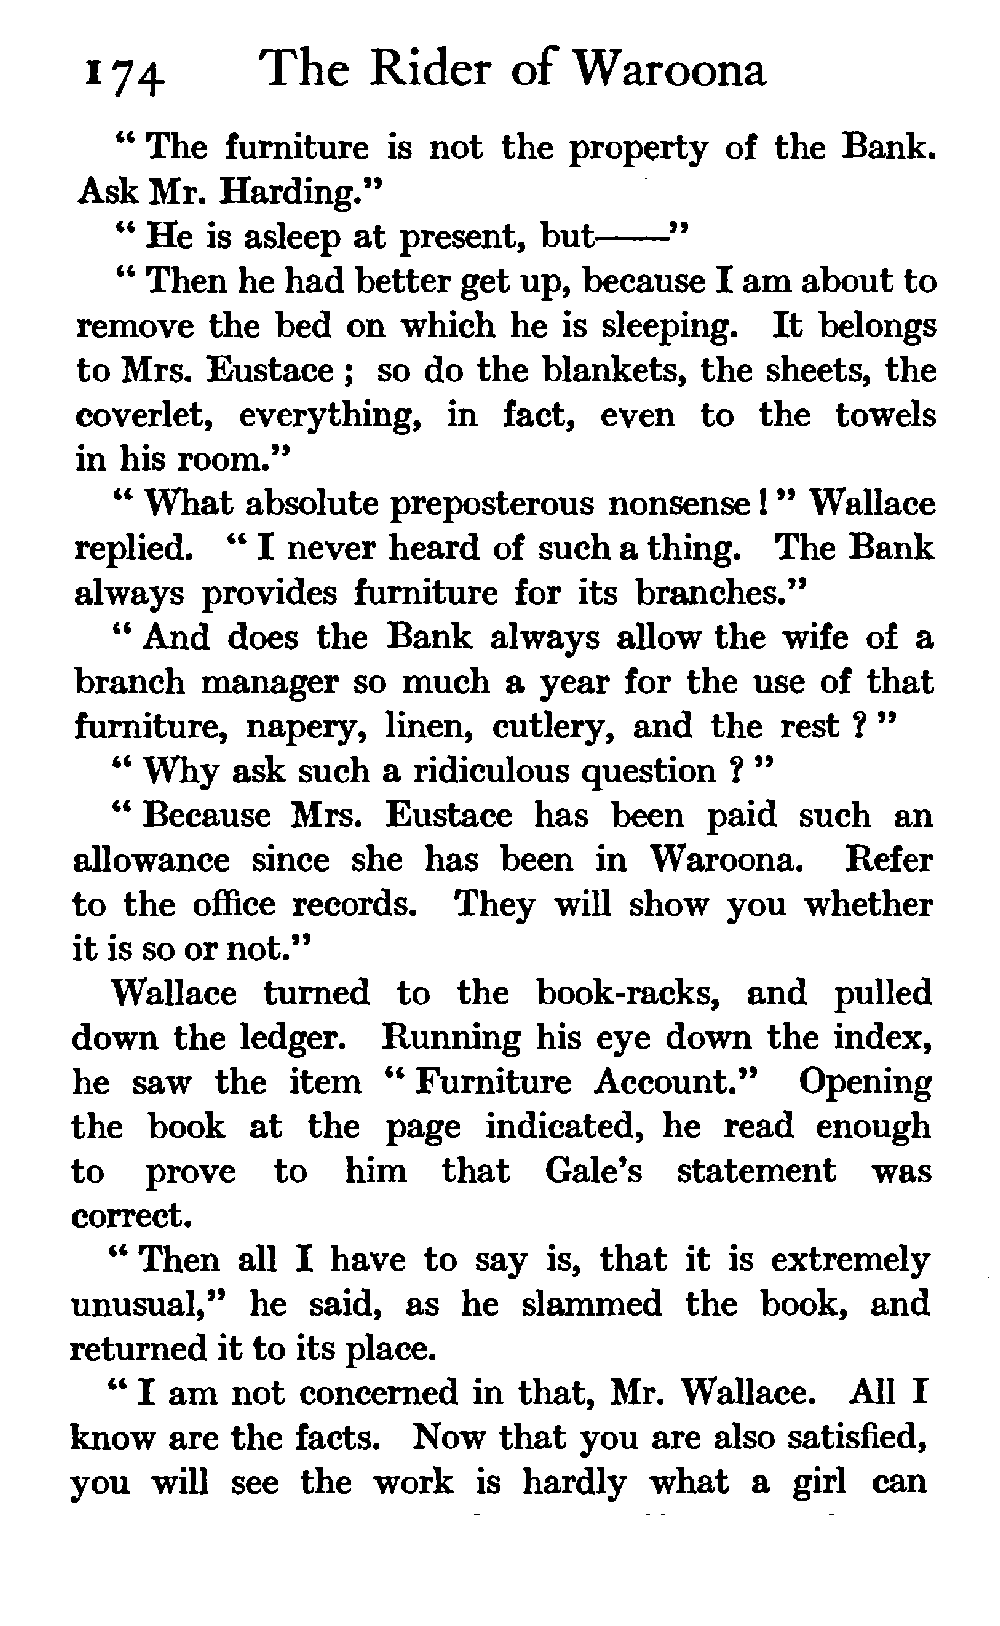 174 The Rider of Waroona
“ The furniture is not the property of the Bank.
Ask Mr. Harding.”
“ He is asleep at present, but——”
“ Then he had better get up, because I am about to
remove the bed on which he is sleeping. It belongs
to Mrs. Eustace ; so do the blankets, the sheets, the
coverlet, everything, in fact, even to the towels
in his room.”
“ What absolute preposterous nonsense ! ” Wallace
replied. “ I never heard of such a thing. The Bank
always provides furniture for its branches.”
“ And does the Bank always allow the wife of a
branch manager so much a year for the use of that
furniture, napery, linen, cutlery, and the rest ? ”
“ Why ask such a ridiculous question ? ”
“ Because Mrs. Eustace has been paid such an
allowance since she has been in Waroona. Refer
to the office records. They will show you whether
it is so or not.”
Wallace turned to the book-racks, and pulled
down the ledger. Running his eye down the index,
he saw the item “ Furniture Account.” Opening
the book at the page indicated, he read enough
to prove to him that Gale’s statement was
correct.
“ Then all I have to say is, that it is extremely
unusual,” he said, as he slammed the book, and
returned it to its place.
“ I am not concerned in that, Mr. Wallace. All I
know are the facts. Now that you are also satisfied,
you will see the work is hardly what a girl can